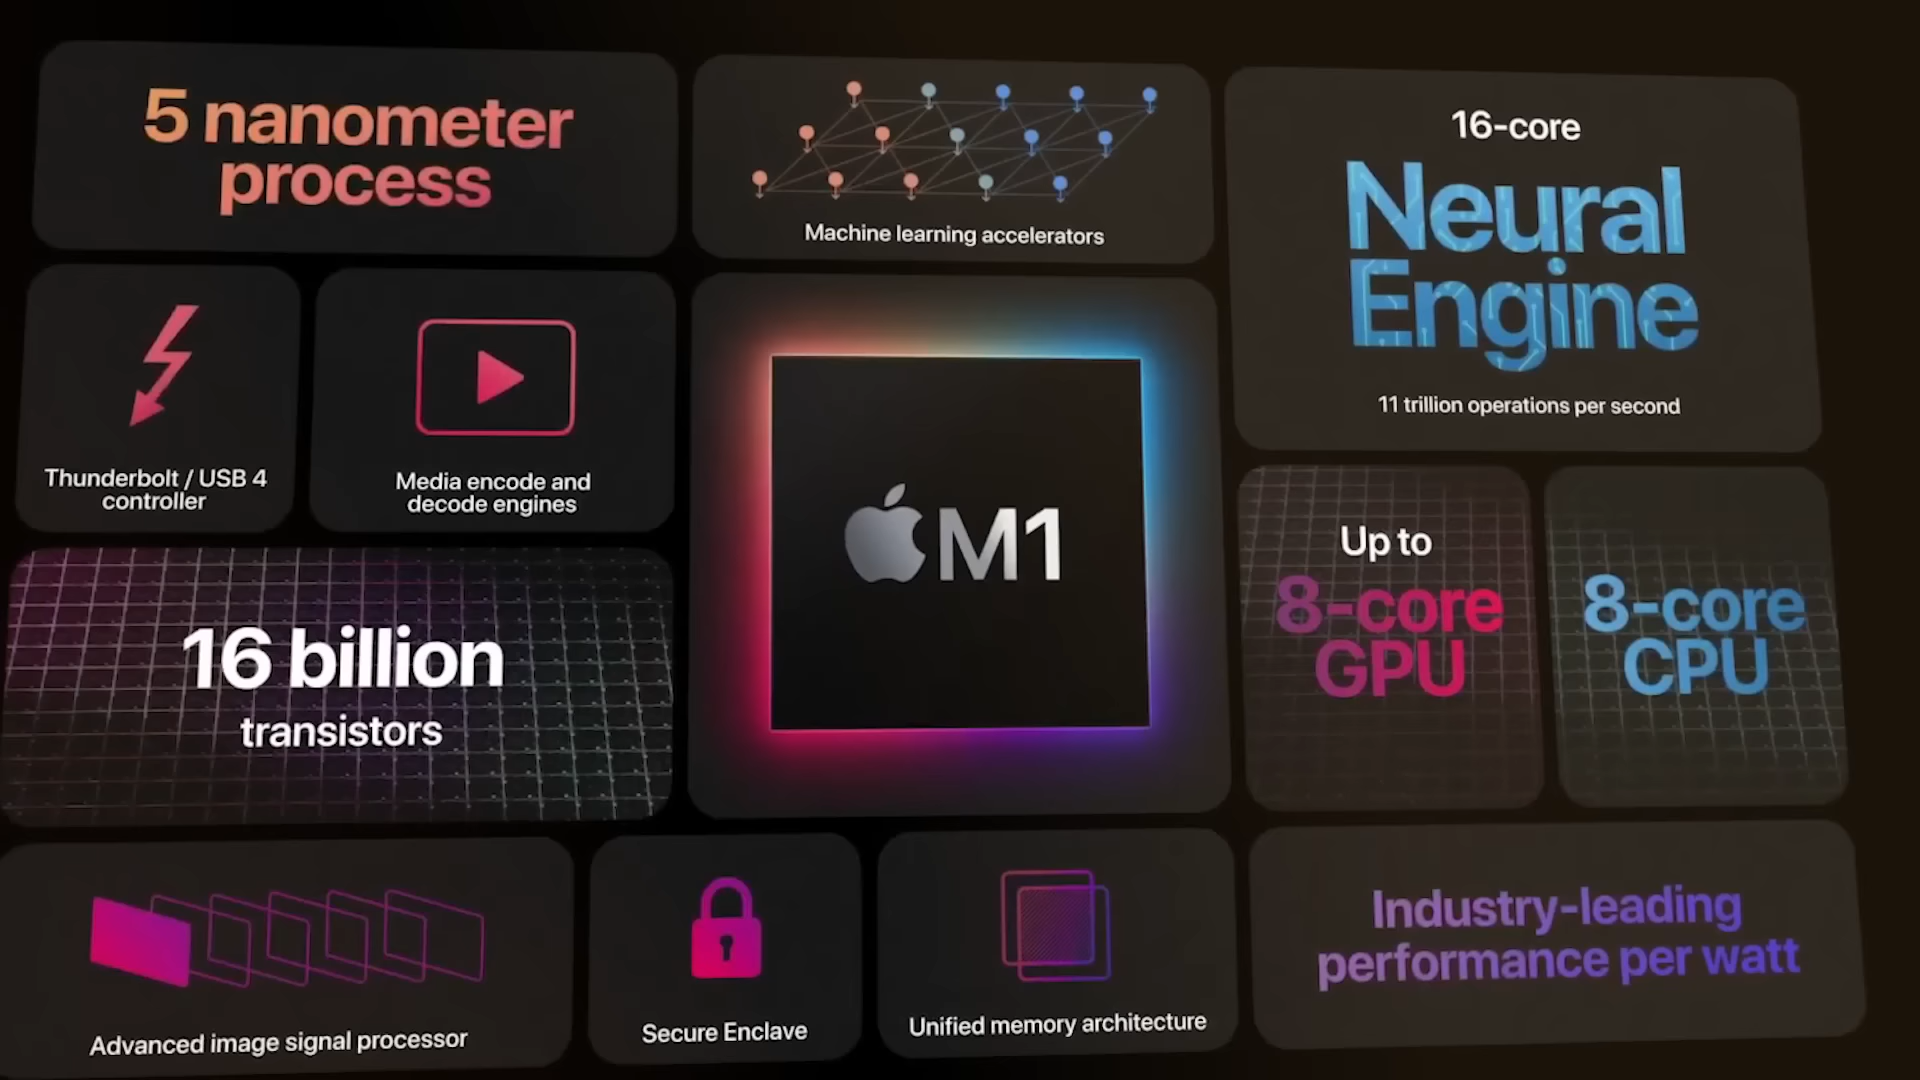 5 nanometer
process
Machine learning accelerators
16-core
Neural
Engine
11 trillion operations per second
Thunderbolt / USB 4
controller
Media encode and
decode engines
M1
Up to
8-core
GPU
8-core
CPU
16 billion
transistors
Advanced image signal processor
Secure Enclave
Unified memory architecture
Industry-leading
performance per watt